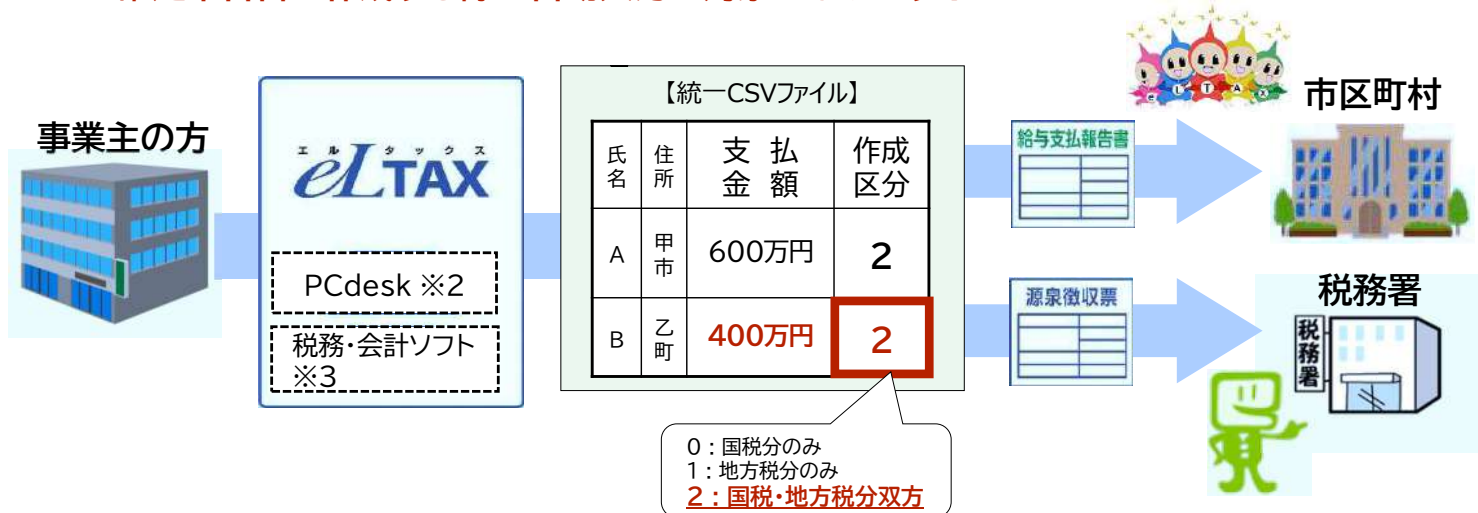 事業主の方
エルタックス
eLTAX
PCdesk ※2
税務・会計ソフト
※3
【統一CSVファイル】
氏名 住所 支払金額 作成区分
A 甲市 600万円 2
B 乙町 400万円 2
0：国税分のみ
1：地方税分のみ
2：国税・地方税分双方
給与支払報告書
源泉徴収票
eLTAX
市区町村
税務署
税務署